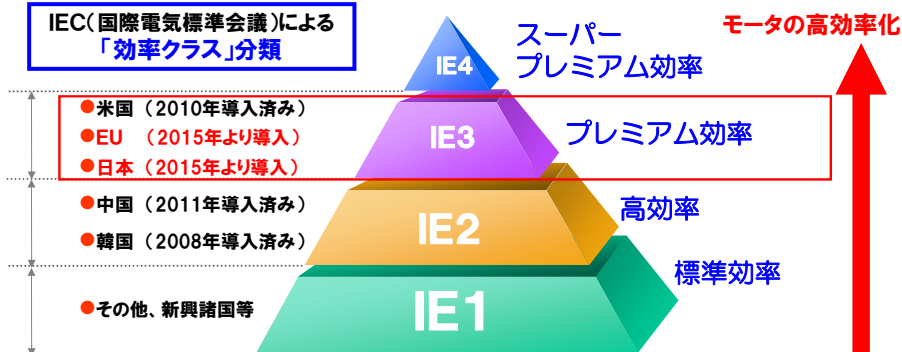 IEC(国際電気標準会議)による
「効率クラス」分類
モータの高効率化
IE4
スーパー
プレミアム効率
●米国 (2010年導入済み)
●EU (2015年より導入)
●日本 (2015年より導入)
IE3
プレミアム効率
●中国 (2011年導入済み)
●韓国 (2008年導入済み)
IE2
高効率
●その他、新興諸国等
IE1
標準効率